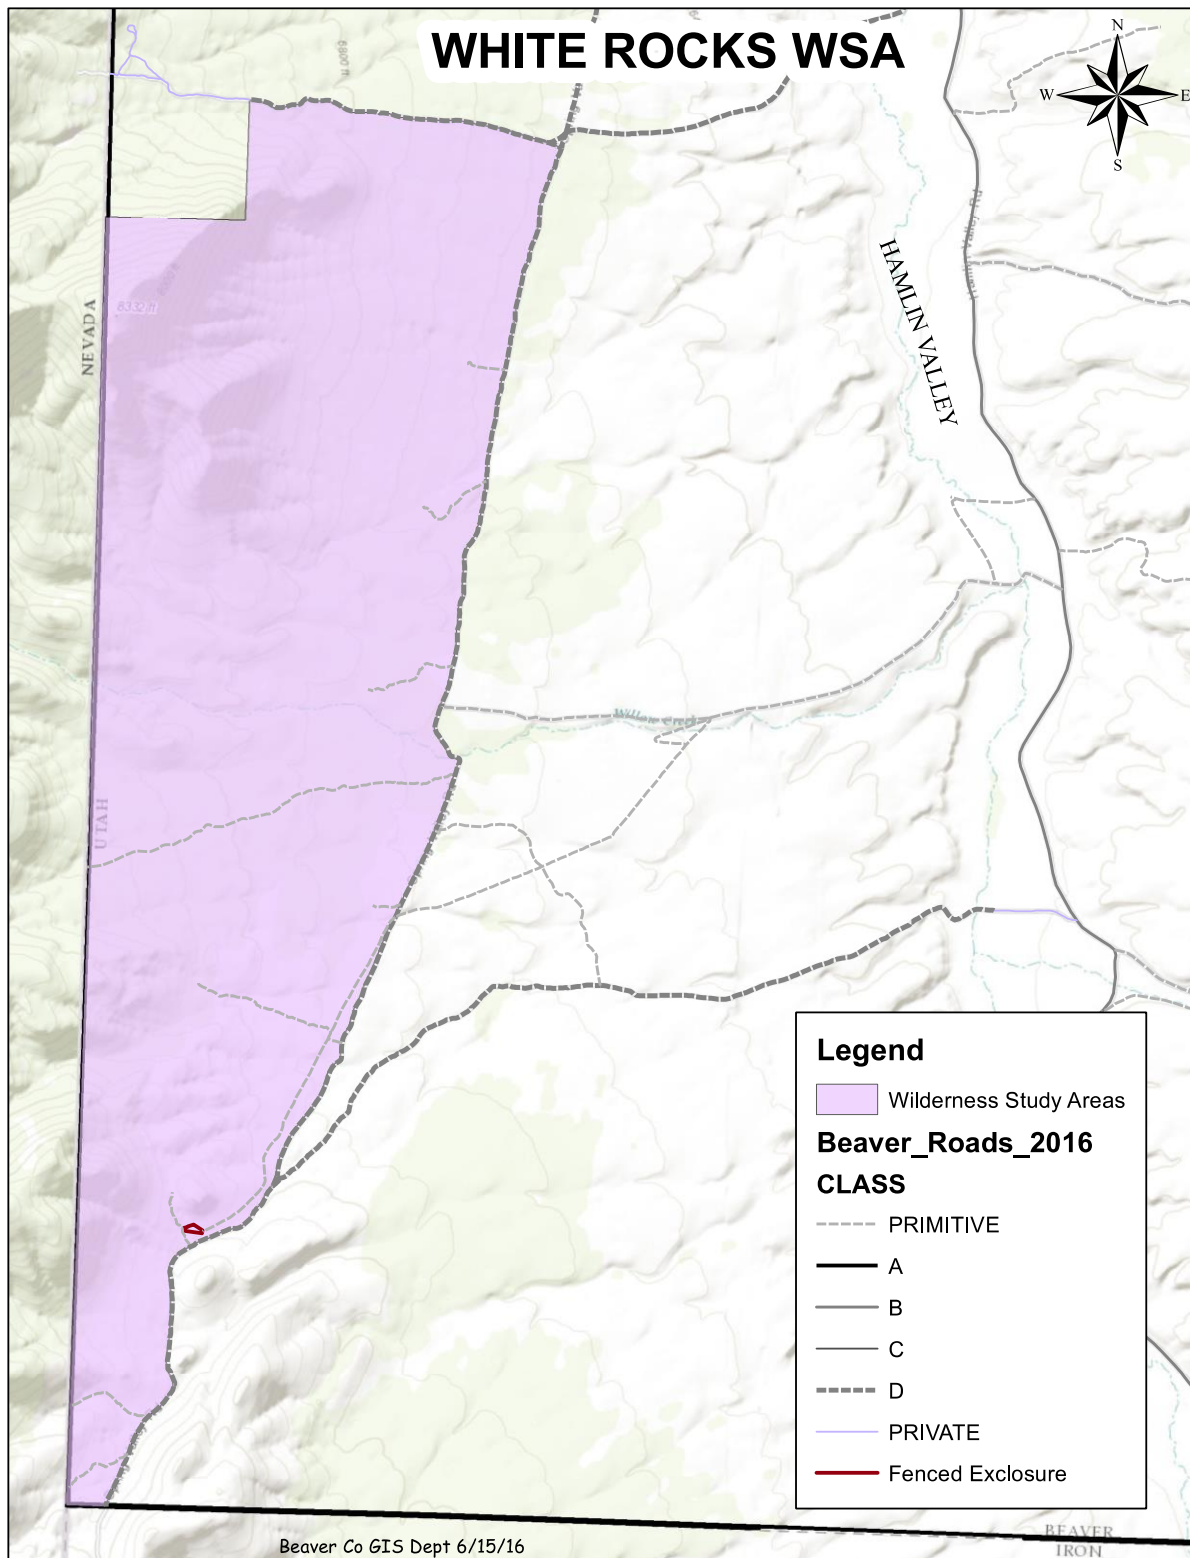 WHITE ROCKS WSA
N
W
E
S
6800 ft
8332 ft
NEVADA
UTAH
HAMLIN VALLEY
Legend
Wilderness Study Areas
Beaver_Roads_2016
CLASS
PRIMITIVE
A
B
C
D
PRIVATE
Fenced Exclosure
Beaver Co GIS Dept 6/15/16
BEAVER
IRON